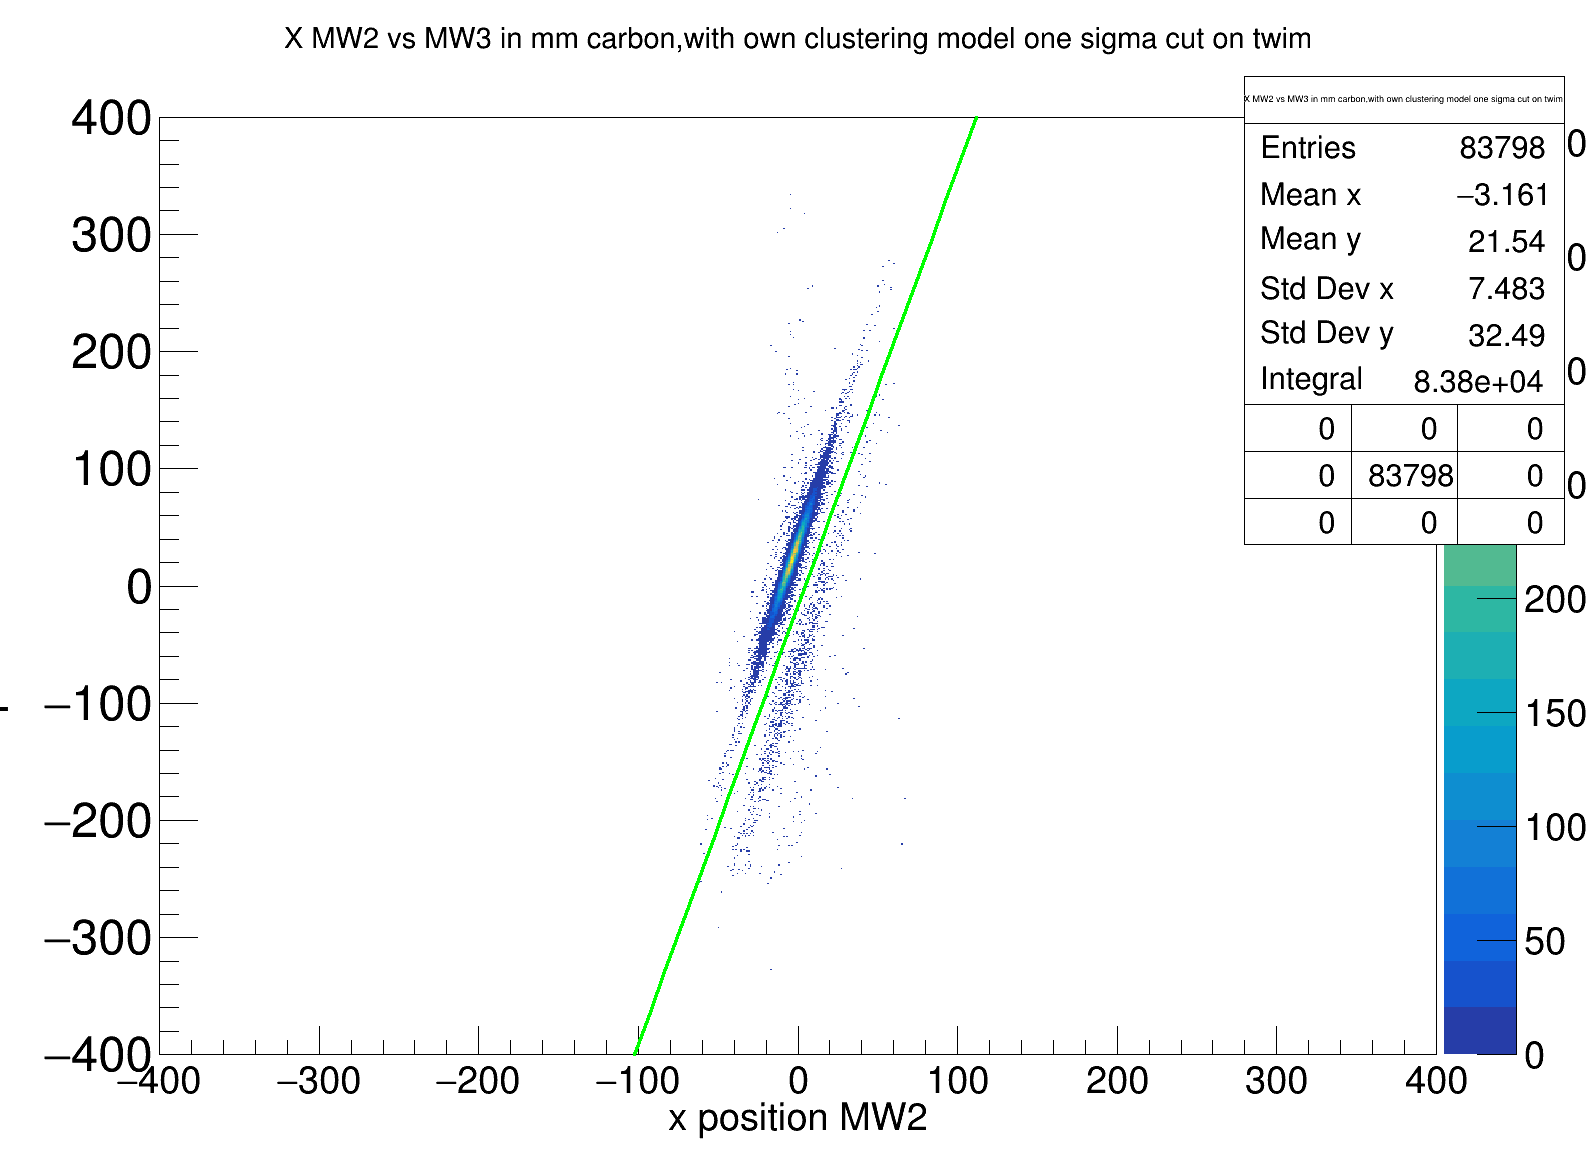 X MW2 vs MW3 in mm carbon,with own clustering model one sigma cut on twim
X MW2 vs MW3 in mm carbon,with own clustering model one sigma cut on twim
Entries 83798
Mean x −3.161
Mean y 21.54
Std Dev x 7.483
Std Dev y 32.49
Integral 8.38e+04
0 0 0
0 83798 0
0 0 0
400
300
200
100
0
−100
−200
−300
−400
−400 −300 −200 −100 0 100 200 300 400
x position MW2
0
0
0
0
200
150
100
50
0